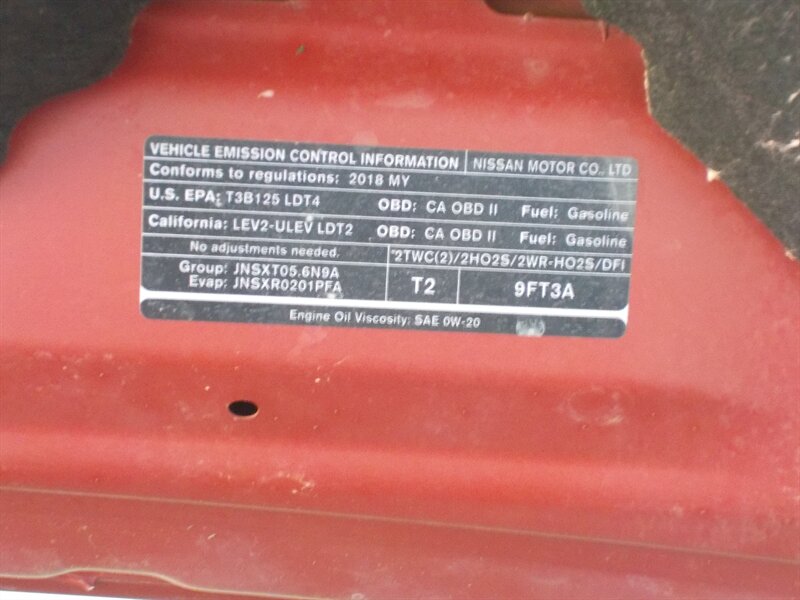 VEHICLE EMISSION CONTROL INFORMATION NISSAN MOTOR CO., LTD
Conforms to regulations: 2018 MY
U.S. EPA: T3B125 LDT4 OBD: CA OBD II Fuel: Gasoline
California: LEV2-ULEV LDT2 OBD: CA OBD II Fuel: Gasoline
No adjustments needed. *2TWC(2)/2HO2S/2WR-HO2S/DFI
Group: JNSXT05.6N9A
Evap: JNSXR0201PFA
T2 9FT3A
Engine Oil Viscosity: SAE 0W-20